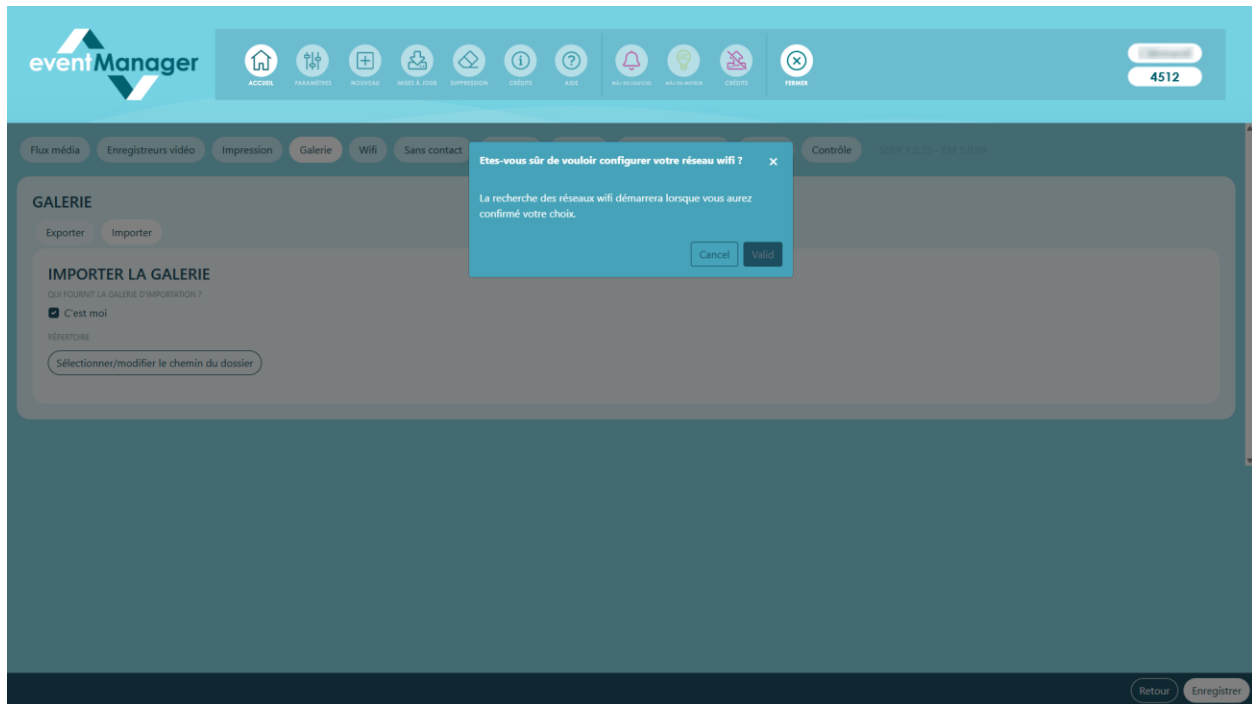 eventManager
ACCUEIL
PARAMÈTRES
NOUVEAU
MISES À JOUR
SUPPRESSION
CRÉDITS
AIDE
CRÉDITS
FERMER
4512
Flux média
Enregistreurs vidéo
Impression
Galerie
Wifi
Sans contact
Contrôle
Etes-vous sûr de vouloir configurer votre réseau wifi ?
La recherche des réseaux wifi démarrera lorsque vous aurez
confirmé votre choix.
Cancel
Valid
GALERIE
Exporter
Importer
IMPORTER LA GALERIE
QUI FOURNIT LA GALERIE D'IMPORTATION ?
C'est moi
RÉPERTOIRE
Sélectionner/modifier le chemin du dossier
Retour
Enregistrer